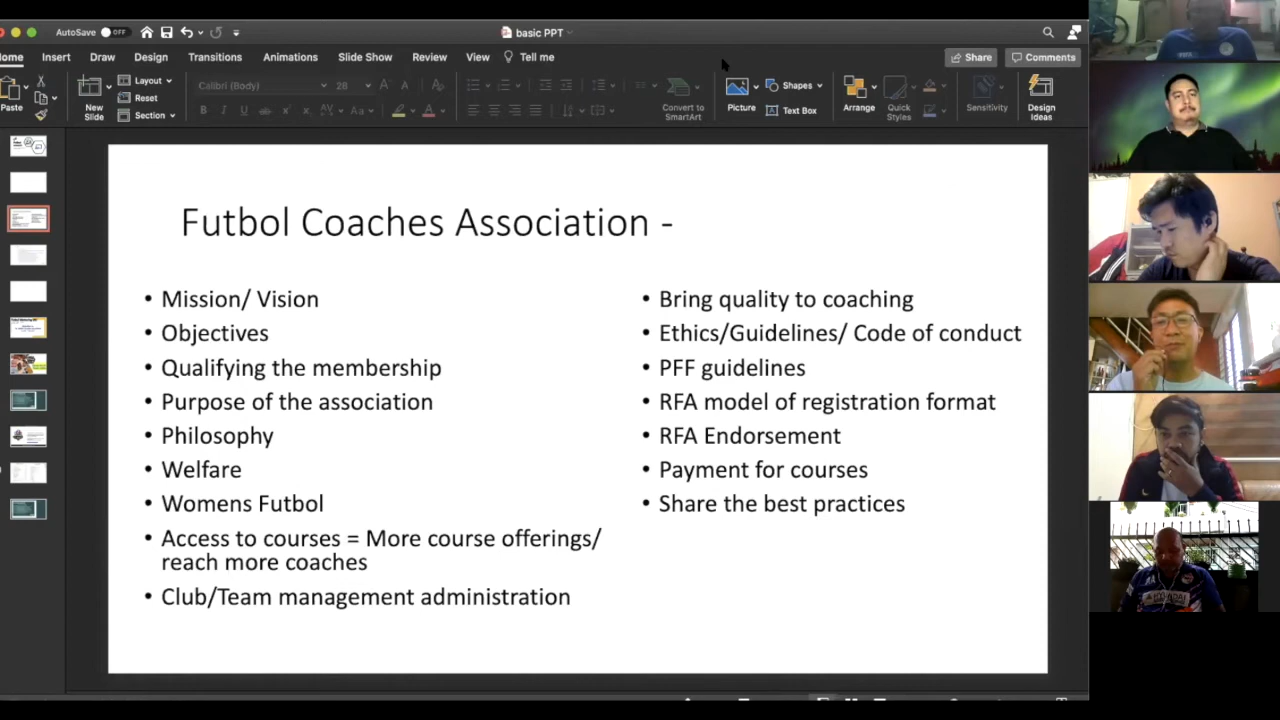 AutoSave OFF
basic PPT
Home Insert Draw Design Transitions Animations Slide Show Review View Tell me
Share Comments
Paste
New Slide
Layout
Reset
Section
Calibri (Body) 28
Convert to SmartArt
Picture
Shapes
Text Box
Arrange
Quick Styles
Sensitivity
Design Ideas
Futbol Coaches Association -
• Mission/ Vision
• Objectives
• Qualifying the membership
• Purpose of the association
• Philosophy
• Welfare
• Womens Futbol
• Access to courses = More course offerings/
reach more coaches
• Club/Team management administration
• Bring quality to coaching
• Ethics/Guidelines/ Code of conduct
• PFF guidelines
• RFA model of registration format
• RFA Endorsement
• Payment for courses
• Share the best practices
HYUNDAI